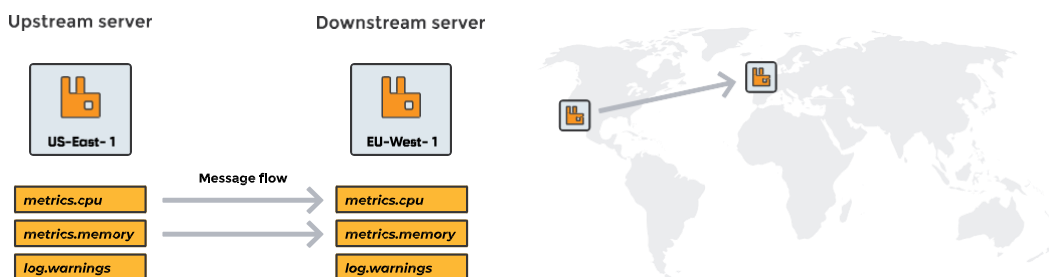 Upstream server
Downstream server
US-East- 1
EU-West- 1
Message flow
metrics.cpu
metrics.cpu
metrics.memory
metrics.memory
log.warnings
log.warnings